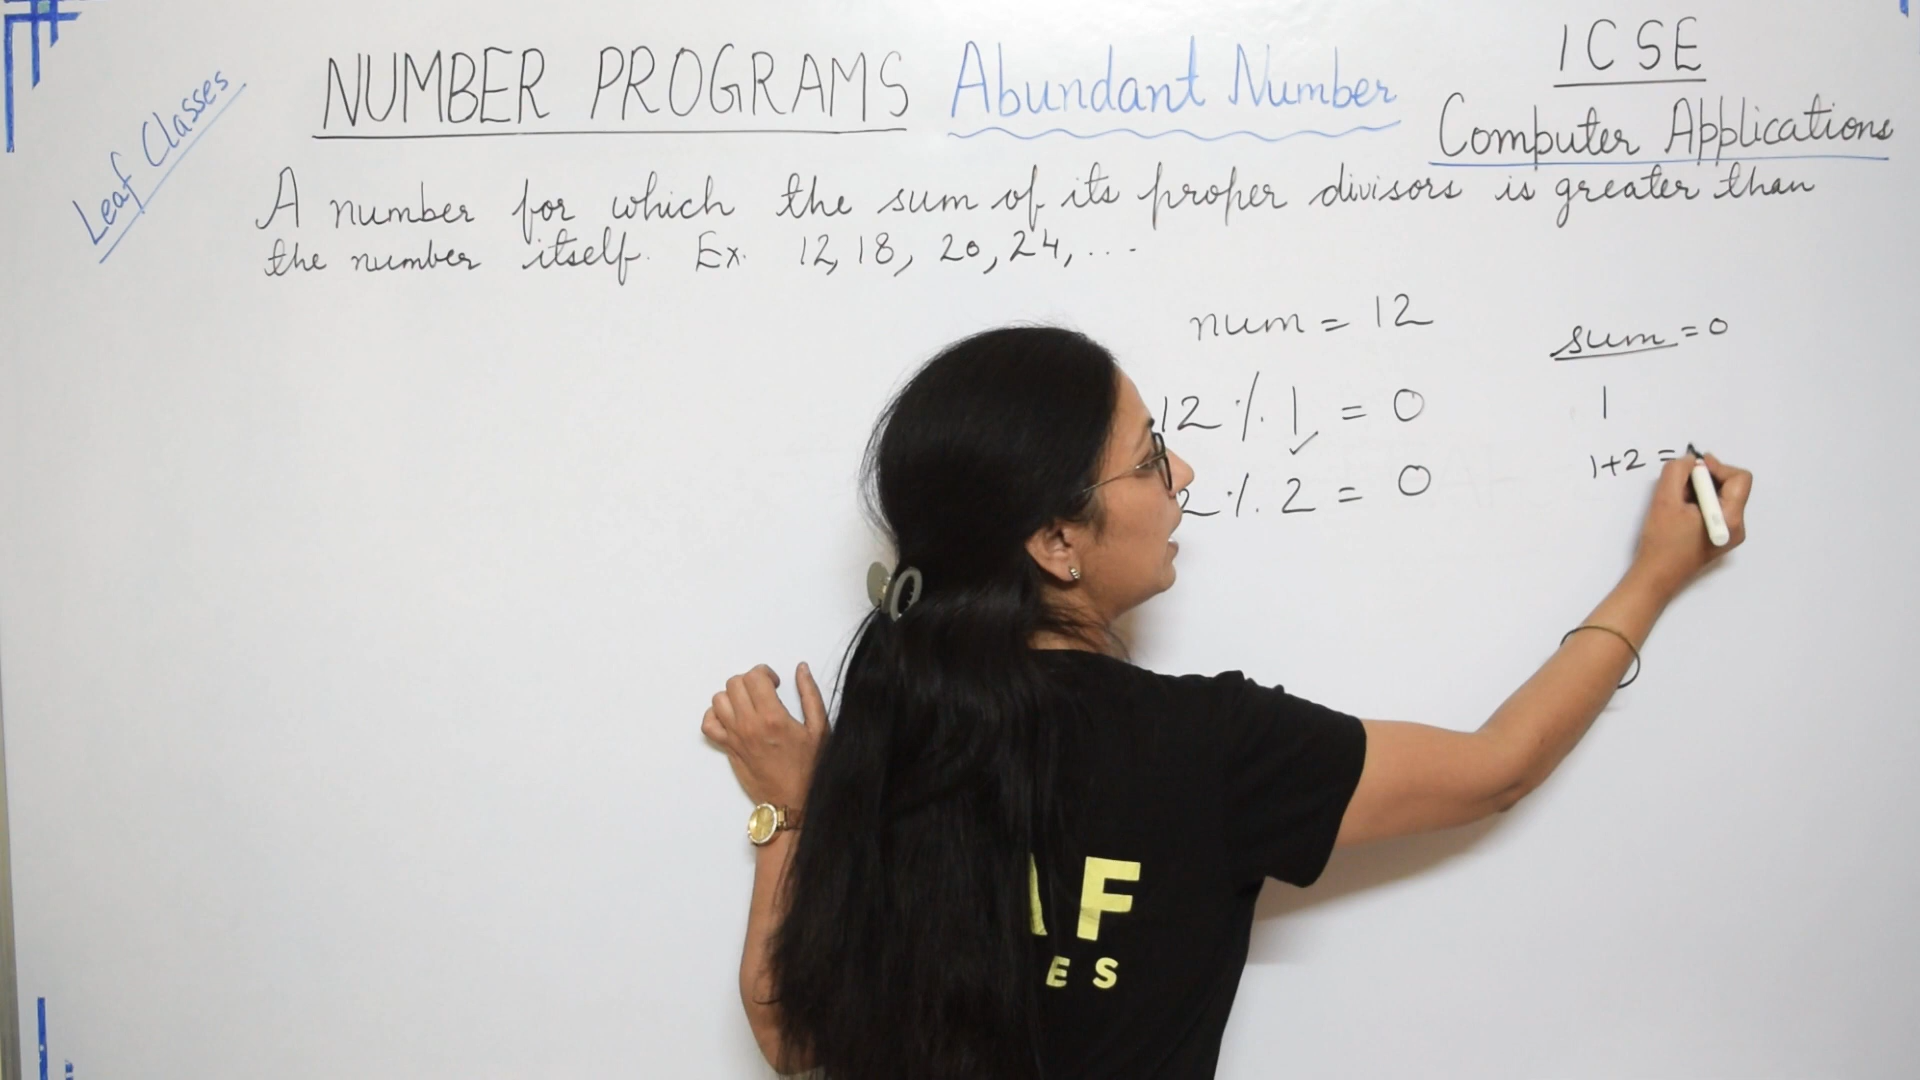 Leaf Classes
NUMBER PROGRAMS Abundant Number
ICSE
Computer Applications
A number for which the sum of its proper divisors is greater than
the number itself. Ex. 12, 18, 20, 24, ...
num = 12
sum = 0
12 % 1 = 0
1
2 % 2 = 0
1+2 =
F
ES